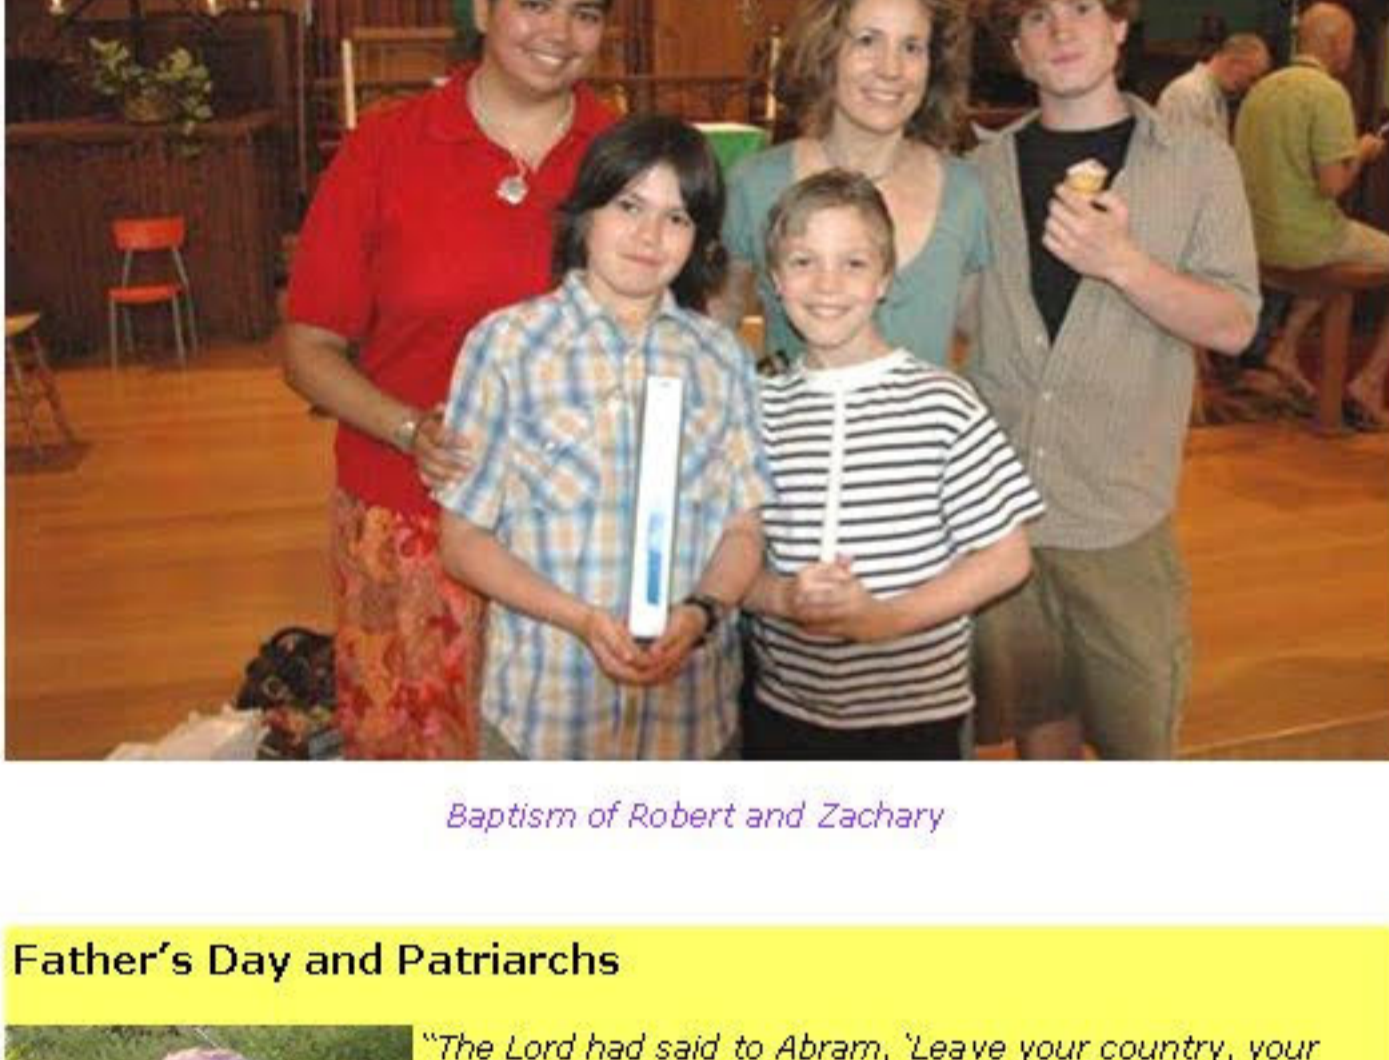 Baptism of Robert and Zachary
Father’s Day and Patriarchs
“The Lord had said to Abram, ‘Leave your country, your